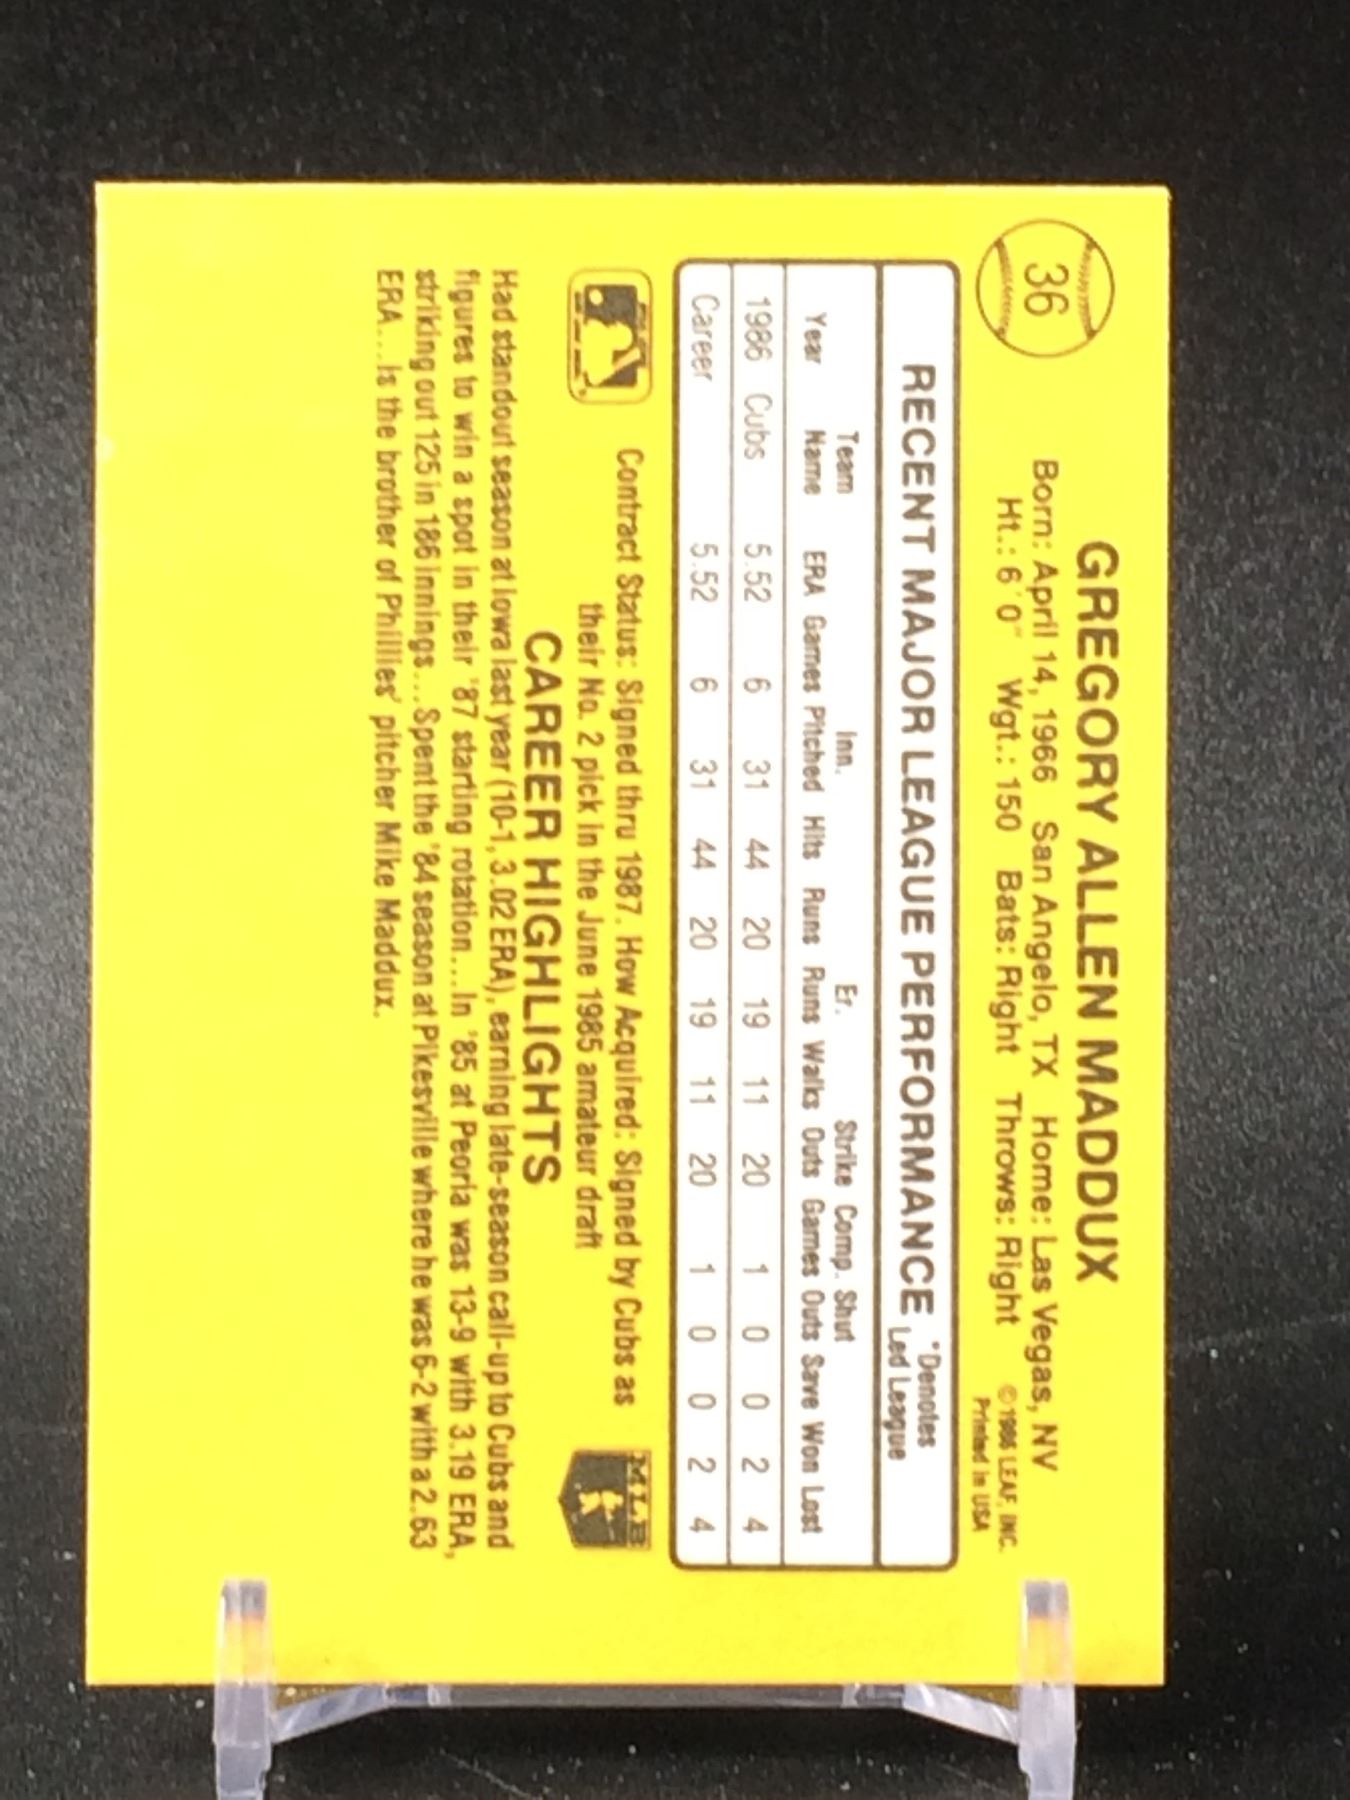 36
GREGORY ALLEN MADDUX
Born: April 14, 1966 San Angelo, TX Home: Las Vegas, NV
Ht.: 6'0" Wgt.: 150 Bats: Right Throws: Right
© 1986 LEAF, INC.
Printed in USA
RECENT MAJOR LEAGUE PERFORMANCE *Denotes Led League
Team Inn. Er. Strike Comp. Shut
Year Name ERA Games Pitched Hits Runs Runs Walks Outs Games Outs Save Won Lost
1986 Cubs 5.52 6 31 44 20 19 11 20 1 0 0 2 4
Career 5.52 6 31 44 20 19 11 20 1 0 0 2 4
Contract Status: Signed thru 1987. How Acquired: Signed by Cubs as
their No. 2 pick in the June 1985 amateur draft
MLB
CAREER HIGHLIGHTS
Had standout season at Iowa last year (10-1, 3.02 ERA), earning late-season call-up to Cubs and
figures to win a spot in their '87 starting rotation...In '85 at Peoria was 13-9 with 3.19 ERA,
striking out 125 in 186 innings...Spent the '84 season at Pikesville where he was 6-2 with a 2.63
ERA...Is the brother of Phillies' pitcher Mike Maddux.